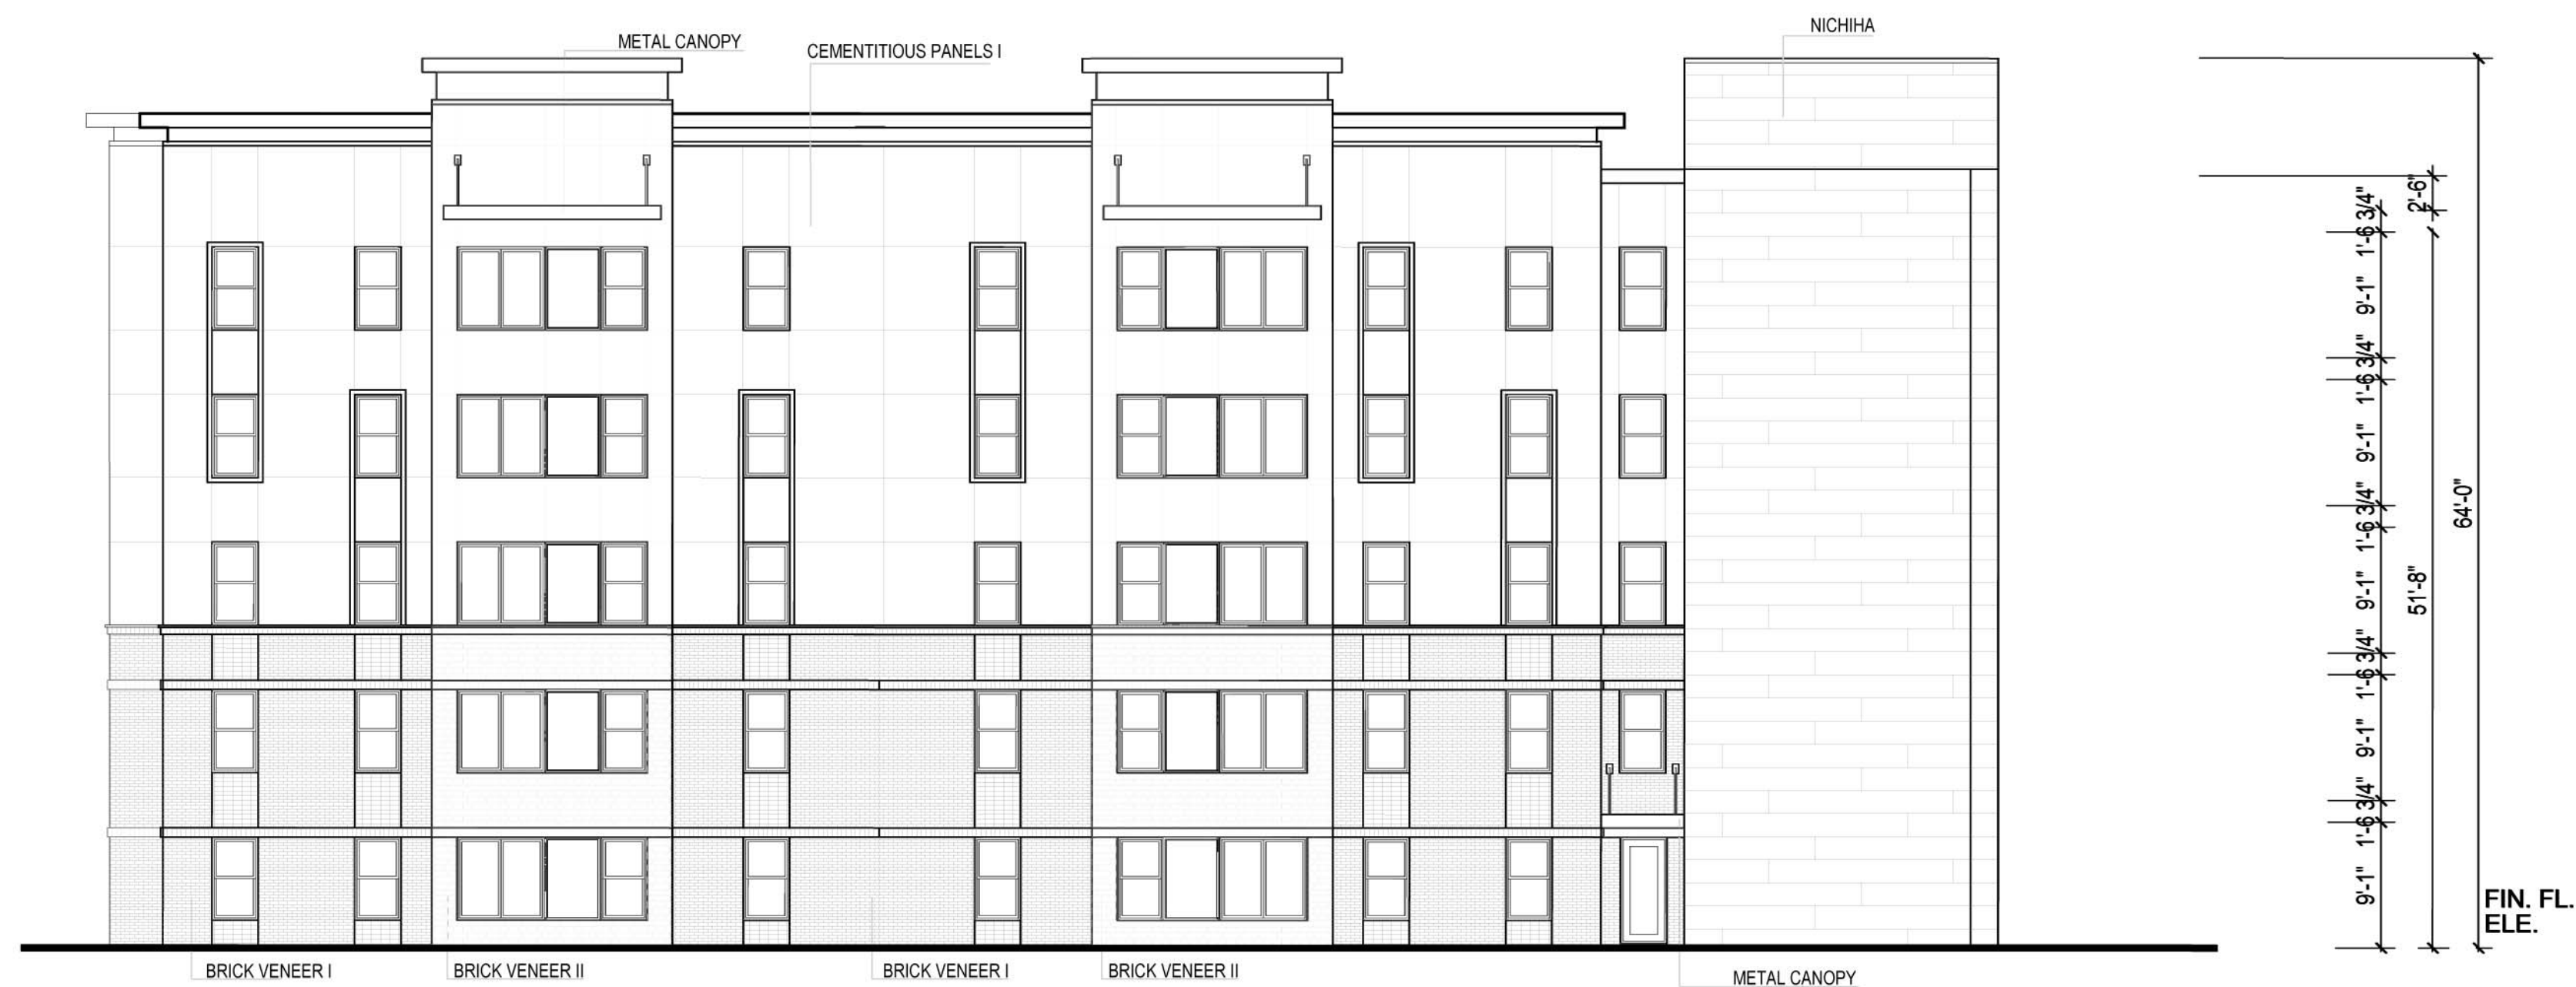 NICHIHA
METAL CANOPY
CEMENTITIOUS PANELS I
2'-6"
1'-6 3/4"
9'-1"
1'-6 3/4"
9'-1"
1'-6 3/4"
9'-1"
1'-6 3/4"
9'-1"
1'-6 3/4"
9'-1"
51'-8"
64'-0"
FIN. FL.
ELE.
BRICK VENEER I
BRICK VENEER II
BRICK VENEER I
BRICK VENEER II
METAL CANOPY